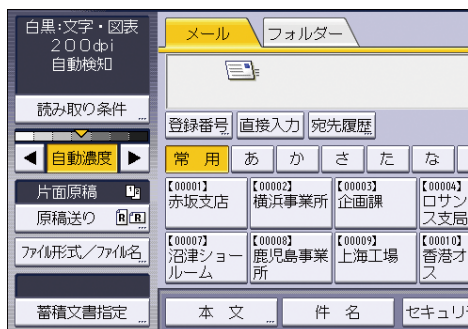 白黒:文字・図表
200dpi
自動検知
読み取り条件
自動濃度
片面原稿
原稿送り
ファイル形式/ファイル名
蓄積文書指定
メール
フォルダー
登録番号
直接入力
宛先履歴
常用
あ
か
さ
た
な
【00001】
赤坂支店
【00002】
横浜事業所
【00003】
企画課
【00004】
ロサン
ス支局
【00007】
沼津ショー
ルーム
【00008】
鹿児島事業
所
【00009】
上海工場
【00010】
香港オ
ス
本文
件名
セキュリ